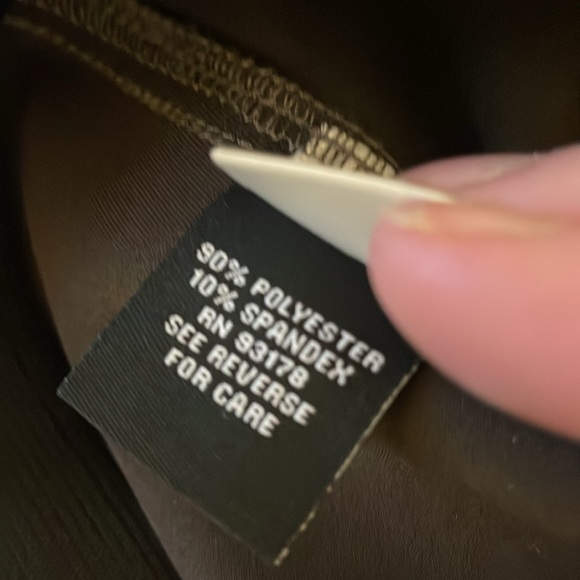 90% POLYESTER
10% SPANDEX
RN 93178
SEE REVERSE
FOR CARE